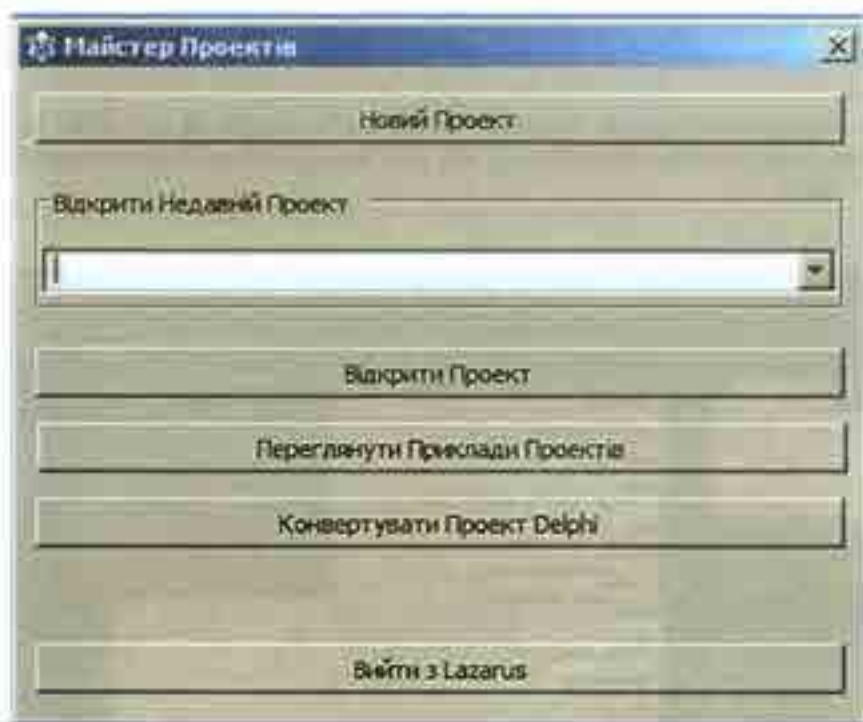 Майстер Проектів
Новий Проект
Відкрити Недавній Проект
Відкрити Проект
Переглянути Приклади Проектів
Конвертувати Проект Delphi
Вийти з Lazarus